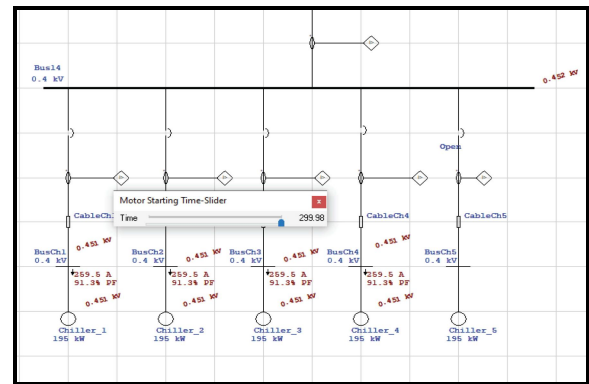 Bus14
0.4 kV
0.452 kV
Open
Motor Starting Time-Slider
x
Time
299.98
CableCh
CableCh4
CableCh5
BusCh1
0.4 kV
0.451 kV
BusCh2
0.4 kV
0.451 kV
BusCh3
0.4 kV
0.451 kV
BusCh4
0.4 kV
0.451 kV
BusCh5
0.4 kV
259.5 A
91.3% PF
259.5 A
91.3% PF
259.5 A
91.3% PF
259.5 A
91.3% PF
0.451 kV
0.451 kV
0.451 kV
0.451 kV
Chiller_1
195 kW
Chiller_2
195 kW
Chiller_3
195 kW
Chiller_4
195 kW
Chiller_5
195 kW